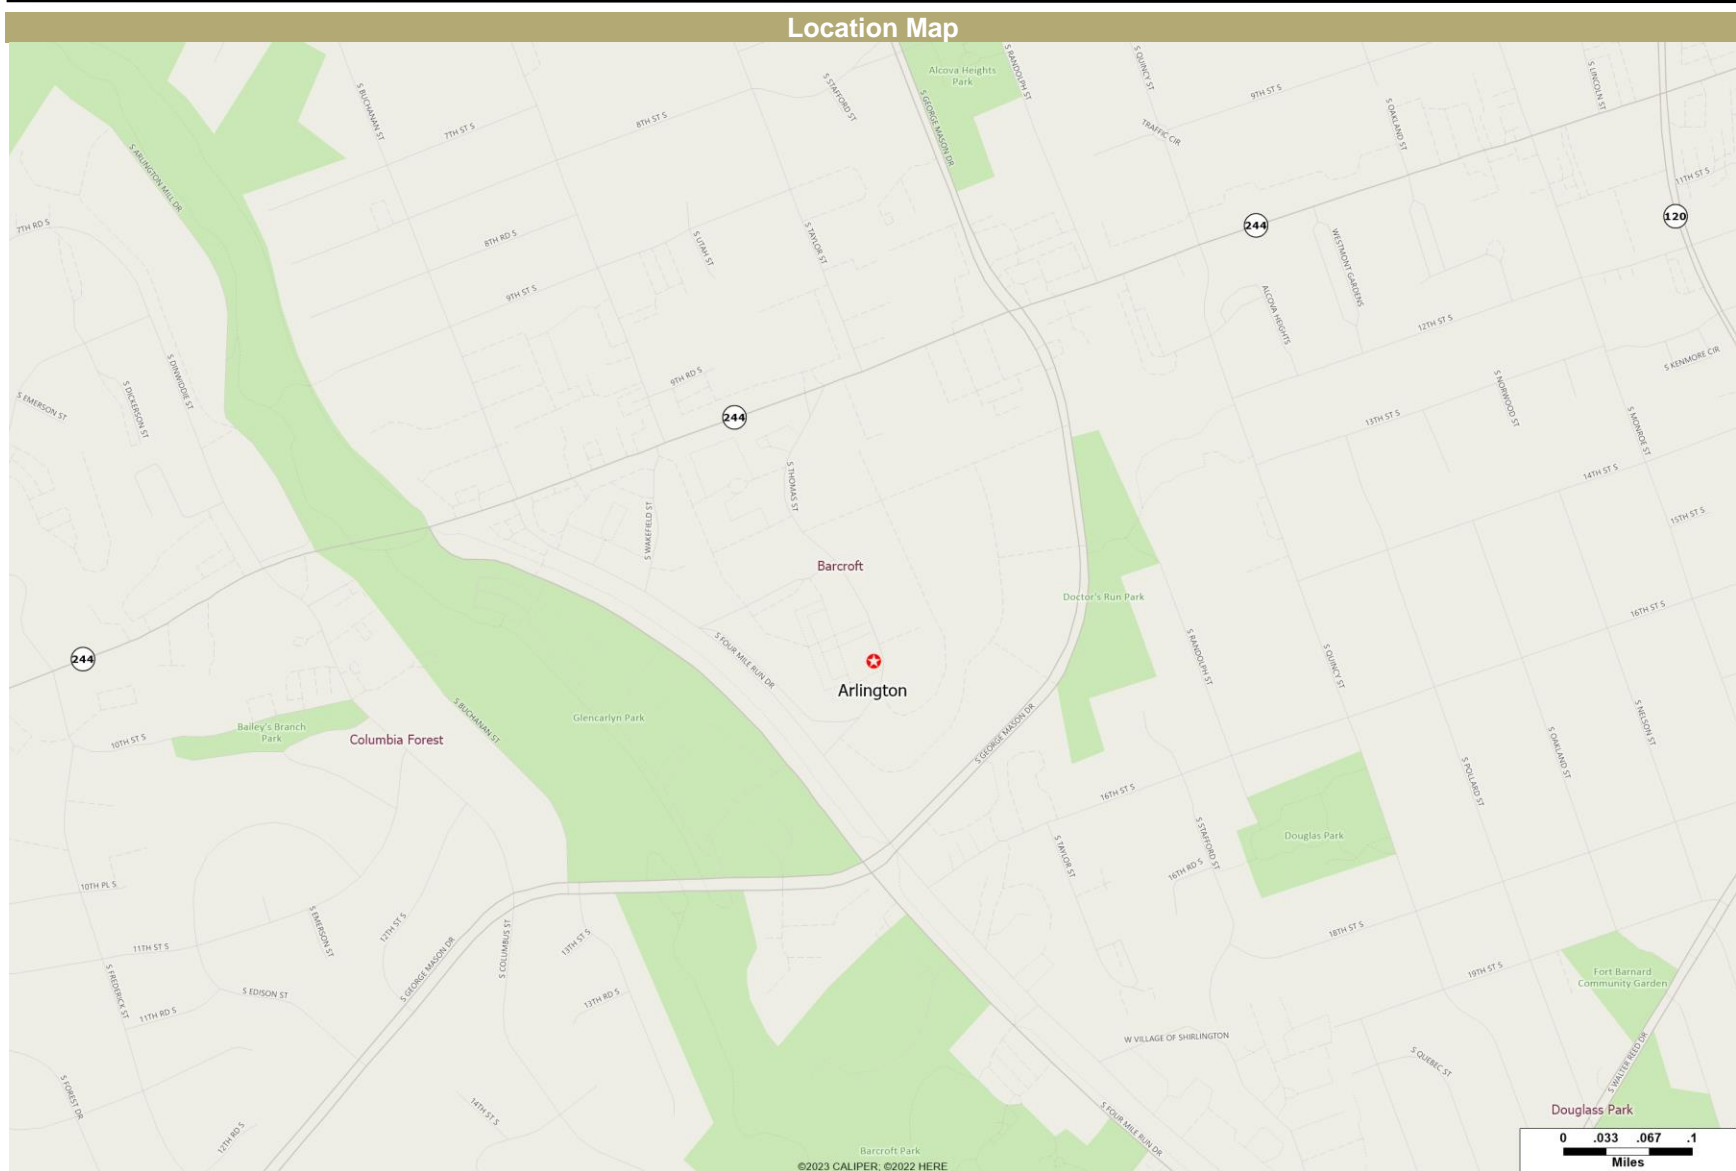 Location Map
Alcova Heights
Park
S RANDOLPH ST
S QUINCY ST
S LINCOLN ST
S BUCHANAN ST
S STAFFORD ST
S GEORGE MASON DR
9TH ST S
S OAKLAND ST
7TH ST S
8TH ST S
TRAFFIC CIR
S ARLINGTON MILL DR
11TH ST S
7TH RD S
8TH RD S
S UTAH ST
S TAYLOR ST
244
120
WESTMONT GARDENS
9TH ST S
ALCOVA HEIGHTS
12TH ST S
S KENMORE CIR
S DINWIDDIE ST
S DICKERSON ST
S EMERSON ST
9TH RD S
244
S NORWOOD ST
13TH ST S
S MONROE ST
S THOMAS ST
14TH ST S
S WAKEFIELD ST
15TH ST S
Barcroft
Doctor's Run Park
16TH ST S
S FOUR MILE RUN DR
S RANDOLPH ST
S QUINCY ST
244
Arlington
S BUCHANAN ST
Glencarlyn Park
Bailey's Branch
Park
10TH ST S
Columbia Forest
S GEORGE MASON DR
S NELSON ST
S OAKLAND ST
S POLLARD ST
16TH ST S
S TAYLOR ST
S STAFFORD ST
Douglas Park
16TH RD S
10TH PL S
S EMERSON ST
12TH ST S
11TH ST S
S COLUMBUS ST
13TH ST S
18TH ST S
S GEORGE MASON DR
S FREDERICK ST
S EDISON ST
11TH RD S
13TH RD S
19TH ST S
Fort Barnard
Community Garden
W VILLAGE OF SHIRLINGTON
S QUEBEC ST
S WALTER REED DR
S FOREST DR
14TH ST S
12TH RD S
S FOUR MILE RUN DR
Douglass Park
Barcroft Park
0 .033 .067 .1
Miles
©2023 CALIPER; ©2022 HERE